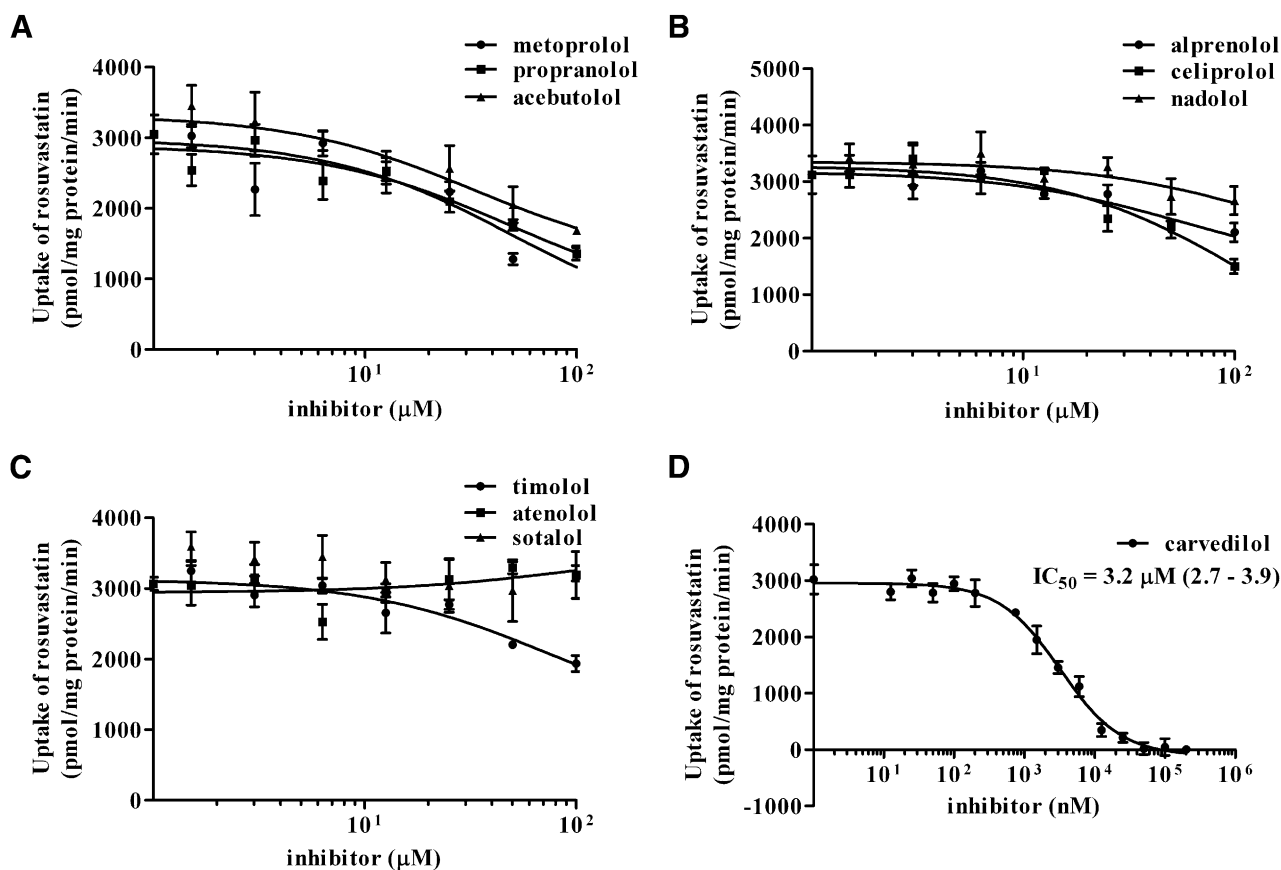 A
metoprolol
propranolol
acebutolol
4000
3000
2000
1000
0
Uptake of rosuvastatin
(pmol/mg protein/min)
10¹
10²
inhibitor (μM)
B
alprenolol
celiprolol
nadolol
5000
4000
3000
2000
1000
0
Uptake of rosuvastatin
(pmol/mg protein/min)
10¹
10²
inhibitor (μM)
C
timolol
atenolol
sotalol
4000
3000
2000
1000
0
Uptake of rosuvastatin
(pmol/mg protein/min)
10¹
10²
inhibitor (μM)
D
carvedilol
IC₅₀ = 3.2 μM (2.7 - 3.9)
4000
3000
2000
1000
0
-1000
Uptake of rosuvastatin
(pmol/mg protein/min)
10¹
10²
10³
10⁴
10⁵
10⁶
inhibitor (nM)